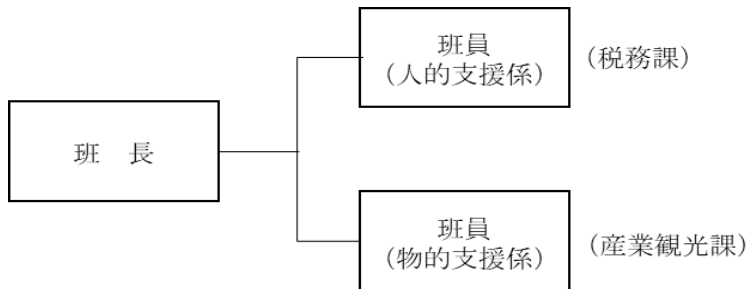 班員
（人的支援係）
（税務課）
班　長
班員
（物的支援係）
（産業観光課）